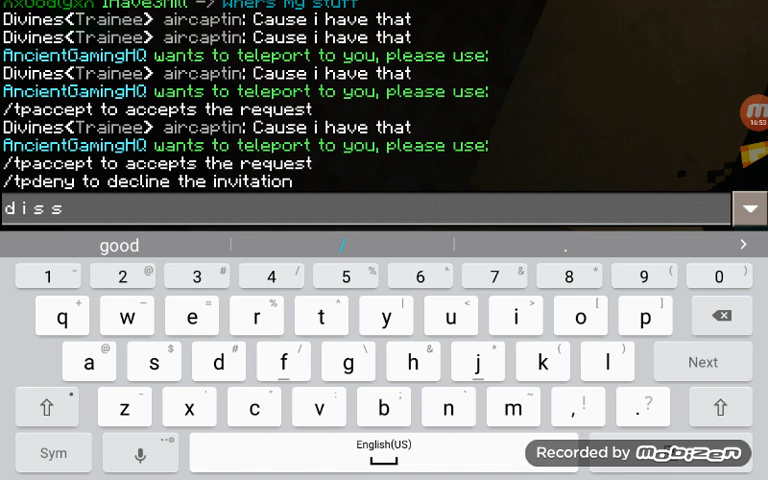 nxGodlyxn IHave3Mil -> Where's my stuff
Divines<Trainee> aircaptin: Cause i have that
Divines<Trainee> aircaptin: Cause i have that
AncientGamingHQ wants to teleport to you, please use:
Divines<Trainee> aircaptin: Cause i have that
AncientGamingHQ wants to teleport to you, please use:
/tpaccept to accepts the request
Divines<Trainee> aircaptin: Cause i have that
AncientGamingHQ wants to teleport to you, please use:
/tpaccept to accepts the request
/tpdeny to decline the invitation
16:53
diss
good / . >
1 ~ 2 @ 3 # 4 / 5 % 6 ^ 7 & 8 * 9 ( 0 )
q + w – e = r % t ^ y | u < i > o [ p ]
a @ s $ d # f / g \ h & j * k ( l ) Next
z - x ' c " v : b ; n ` m ~ , ! . ?
Sym English(US)
Recorded by mobizen